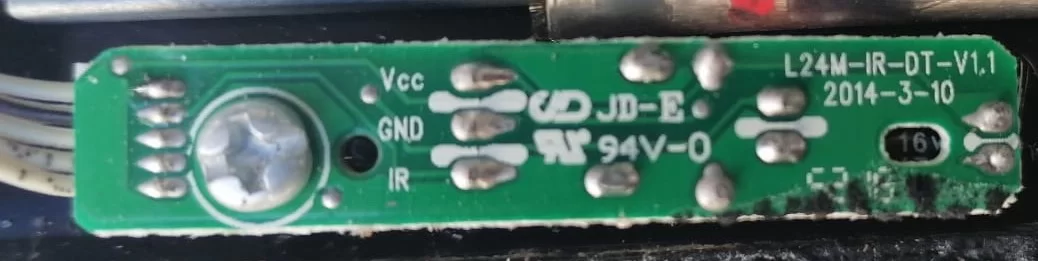 Vcc
GND
IR
JD-E
94V-0
L24M-IR-DT-V1.1
2014-3-10
16v